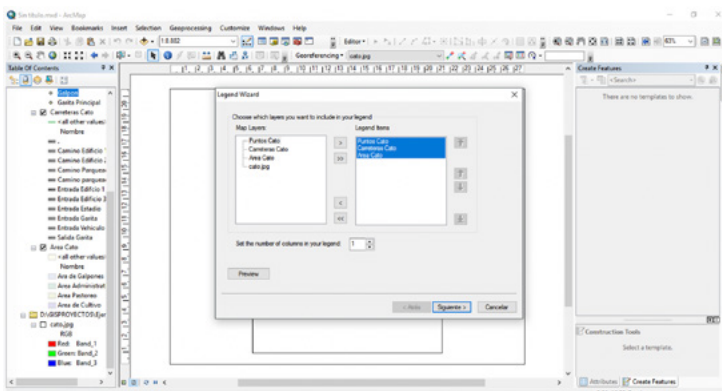 Sin título.mxd - ArcMap
File Edit View Bookmarks Insert Selection Geoprocessing Customize Windows Help
Editor
Georeferencing cato.jpg
Table Of Contents
Galpon
Garita Principal
Carreteras Cato
<all other values>
Nombre
Camino Edificio
Camino Edificio
Camino Parqueo
Camino parqueo
Entrada Edificio 1
Entrada Edificio 3
Entrada Estadio
Entrada Garita
Entrada Vehiculo
Salida Garita
Area Cato
<all other values>
Nombre
Ara de Galpones
Area Administrat
Area Pastoreo
Area de Cultivo
cato.jpg
RGB
Red: Band_1
Green: Band_2
Blue: Band_3
Legend Wizard
Choose which layers you want to include in your legend
Map Layers:
Legend Items
Puntos Cato
Carreteras Cato
Area Cato
cato.jpg
Puntos Cato
Carreteras Cato
Area Cato
>
>>
<
<<
Set the number of columns in your legend: 1
Preview
< Atrás
Siguiente >
Cancelar
Create Features
<Search>
There are no templates to show.
Construction Tools
Select a template.
Attributes
Create Features